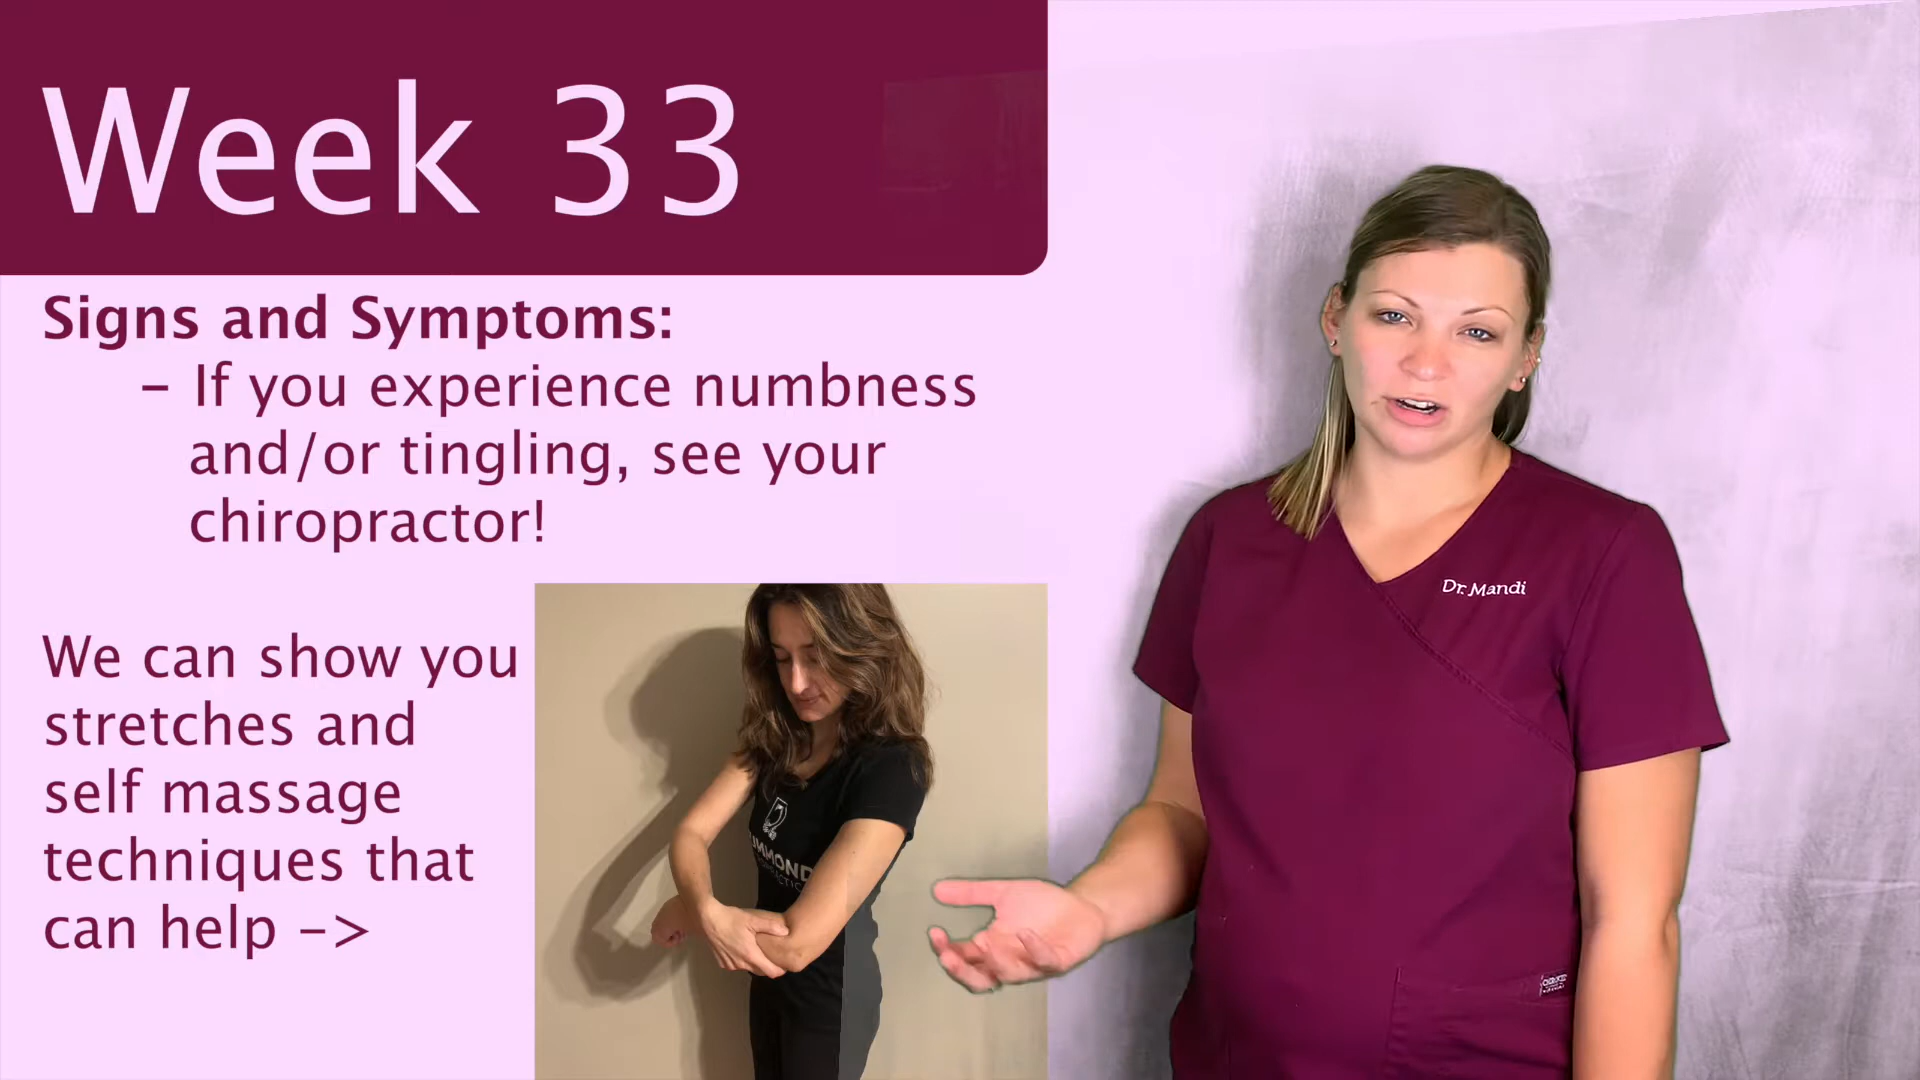 Week 33
Signs and Symptoms:
– If you experience numbness
and/or tingling, see your
chiropractor!
We can show you
stretches and
self massage
techniques that
can help –>
Dr. Mandi